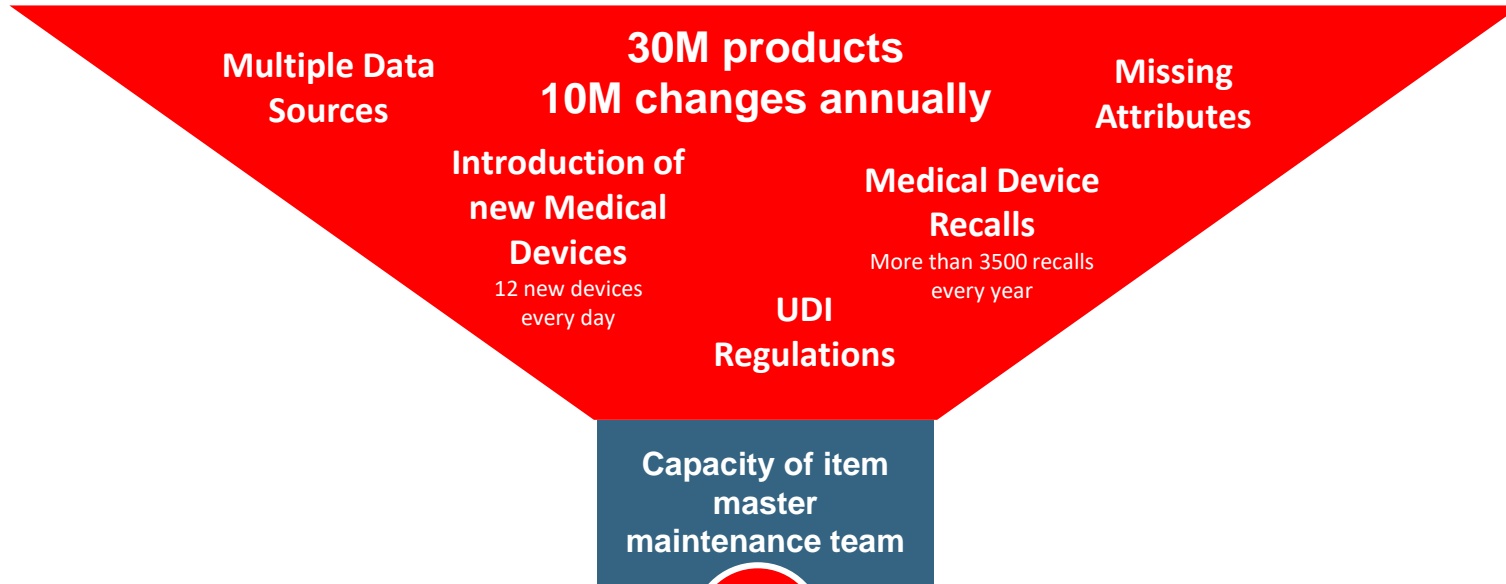 30M products
10M changes annually
Multiple Data
Sources
Missing
Attributes
Introduction of
new Medical
Devices
12 new devices
every day
Medical Device
Recalls
More than 3500 recalls
every year
UDI
Regulations
Capacity of item
master
maintenance team